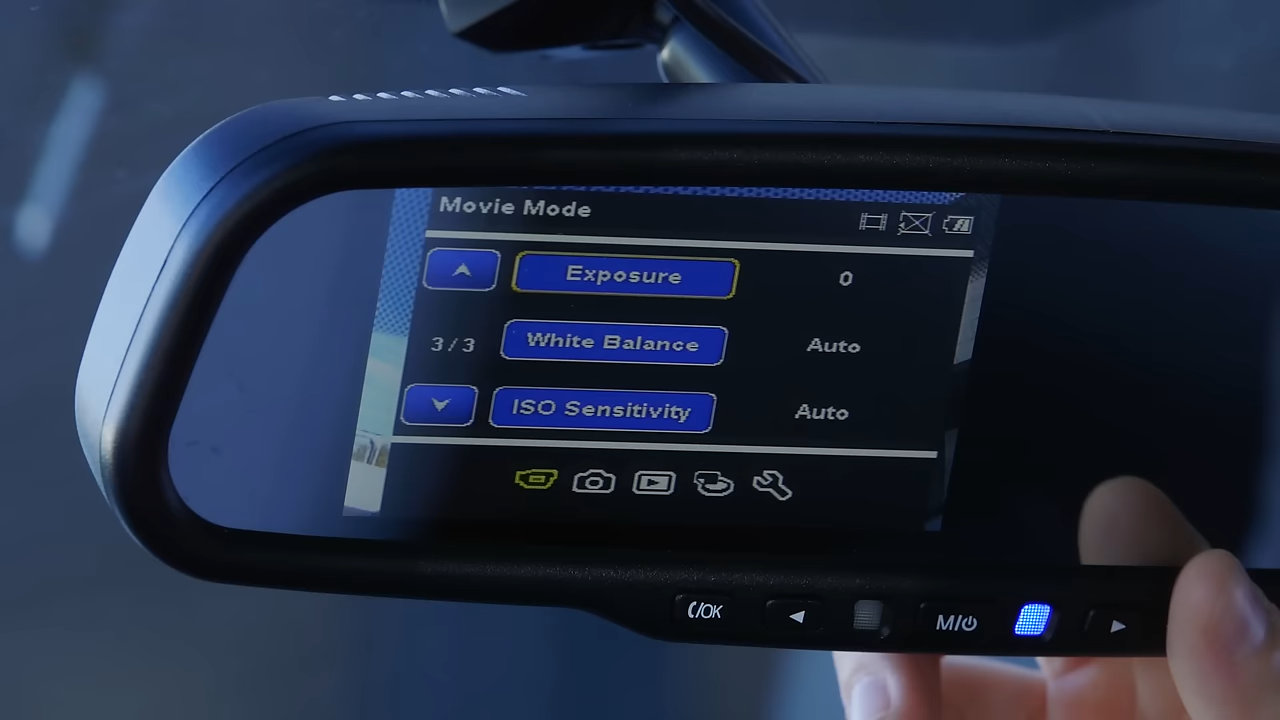 Movie Mode
Exposure 0
3/3 White Balance Auto
ISO Sensitivity Auto
/OK M/